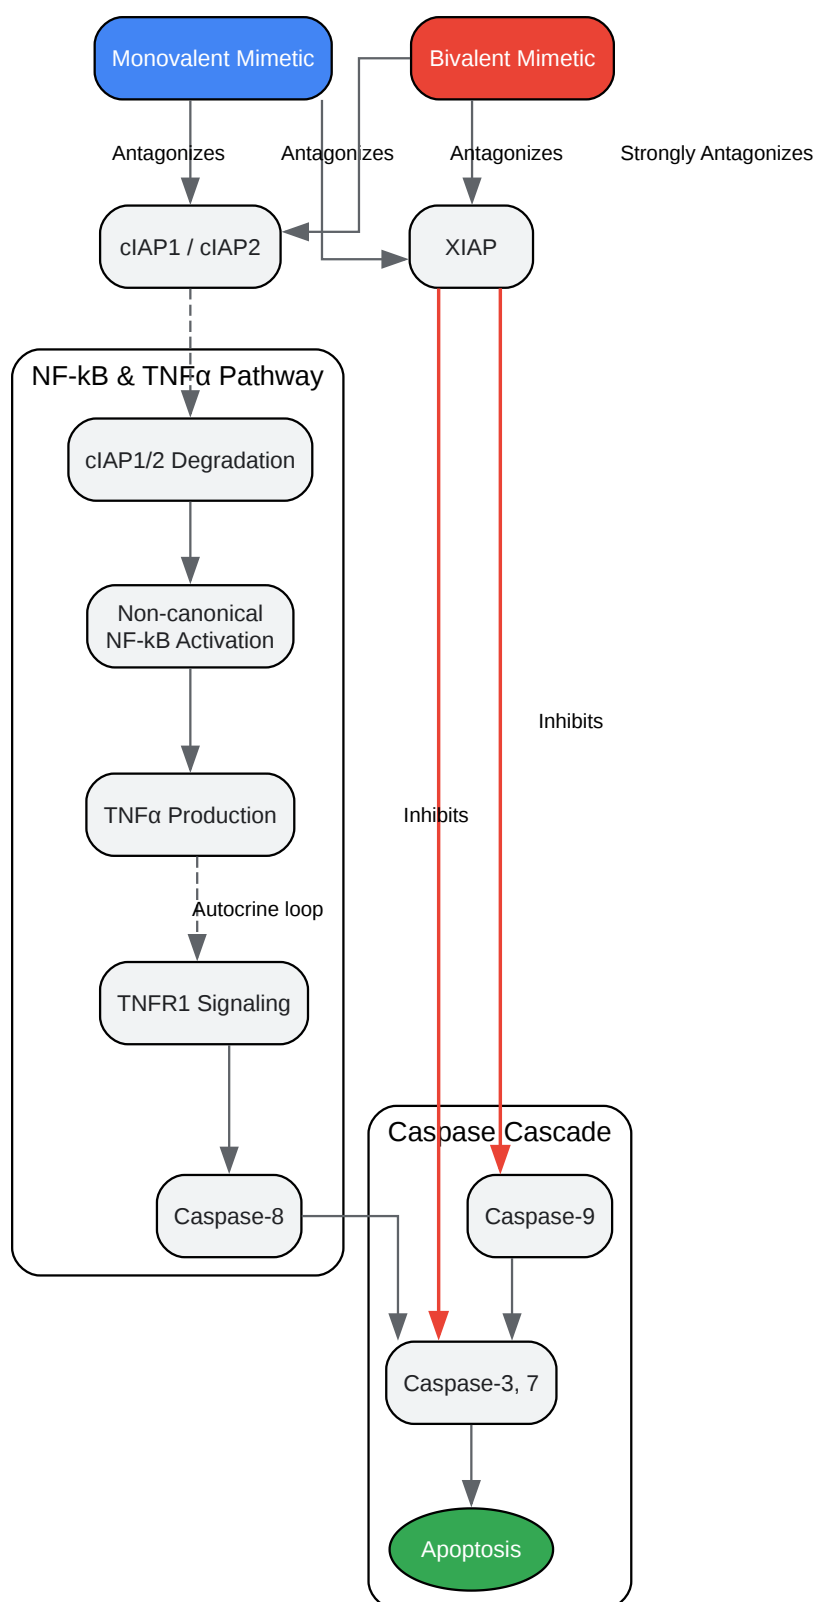 Monovalent Mimetic
Bivalent Mimetic
Antagonizes
Antagonizes
Antagonizes
Strongly Antagonizes
cIAP1 / cIAP2
XIAP
NF-kB & TNFα Pathway
cIAP1/2 Degradation
Non-canonical
NF-kB Activation
Inhibits
TNFα Production
Inhibits
Autocrine loop
TNFR1 Signaling
Caspase Cascade
Caspase-8
Caspase-9
Caspase-3, 7
Apoptosis